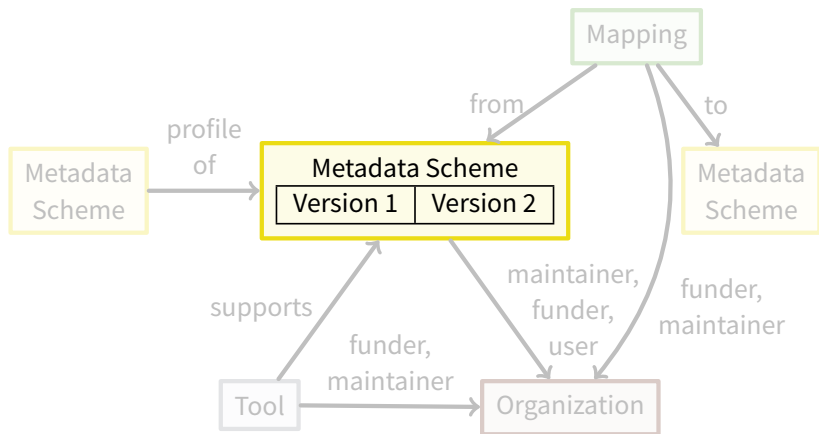 Mapping
from
to
profile
of
Metadata Scheme
Version 1 Version 2
Metadata
Scheme
Metadata
Scheme
supports
maintainer,
funder,
user
funder,
maintainer
funder,
maintainer
Tool
Organization